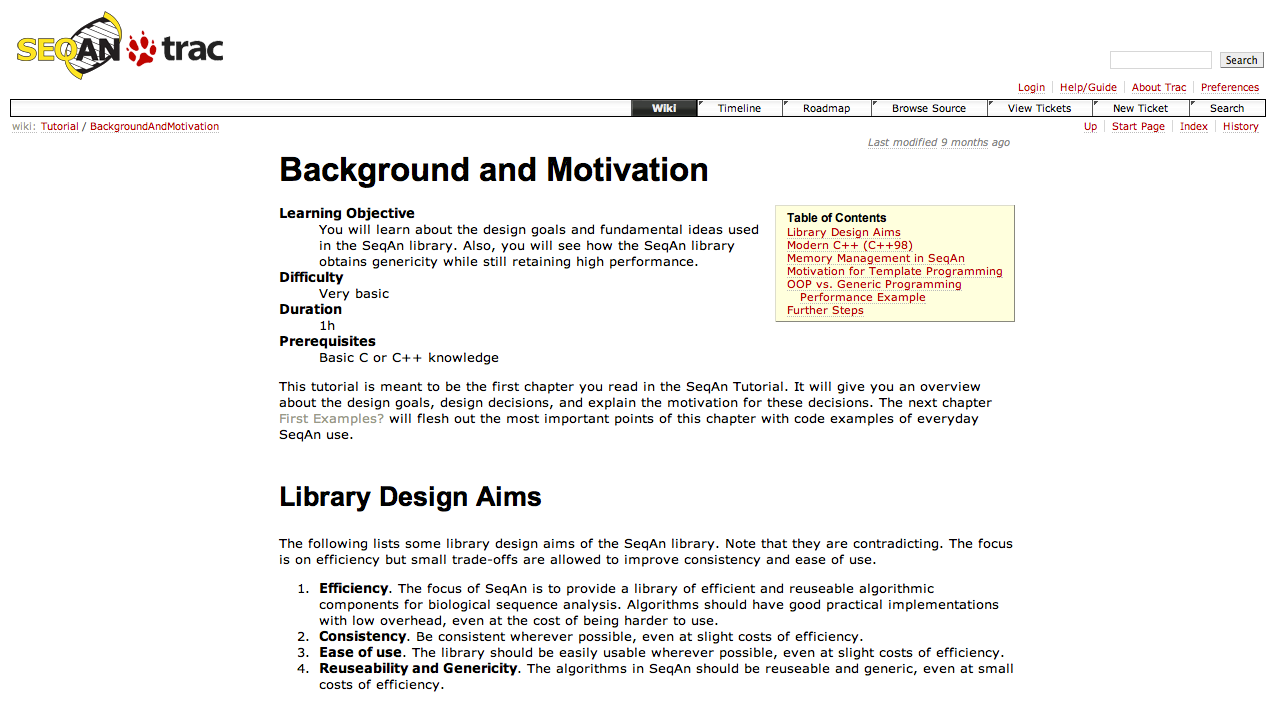 SEQAN trac
Search
Login Help/Guide About Trac Preferences
Wiki Timeline Roadmap Browse Source View Tickets New Ticket Search
wiki: Tutorial / BackgroundAndMotivation
Up Start Page Index History
Last modified 9 months ago
Background and Motivation
Learning Objective
You will learn about the design goals and fundamental ideas used
in the SeqAn library. Also, you will see how the SeqAn library
obtains genericity while still retaining high performance.
Difficulty
Very basic
Duration
1h
Prerequisites
Basic C or C++ knowledge
Table of Contents
Library Design Aims
Modern C++ (C++98)
Memory Management in SeqAn
Motivation for Template Programming
OOP vs. Generic Programming
Performance Example
Further Steps
This tutorial is meant to be the first chapter you read in the SeqAn Tutorial. It will give you an overview
about the design goals, design decisions, and explain the motivation for these decisions. The next chapter
First Examples? will flesh out the most important points of this chapter with code examples of everyday
SeqAn use.
Library Design Aims
The following lists some library design aims of the SeqAn library. Note that they are contradicting. The focus
is on efficiency but small trade-offs are allowed to improve consistency and ease of use.
1. Efficiency. The focus of SeqAn is to provide a library of efficient and reuseable algorithmic
components for biological sequence analysis. Algorithms should have good practical implementations
with low overhead, even at the cost of being harder to use.
2. Consistency. Be consistent wherever possible, even at slight costs of efficiency.
3. Ease of use. The library should be easily usable wherever possible, even at slight costs of efficiency.
4. Reuseability and Genericity. The algorithms in SeqAn should be reuseable and generic, even at small
costs of efficiency.